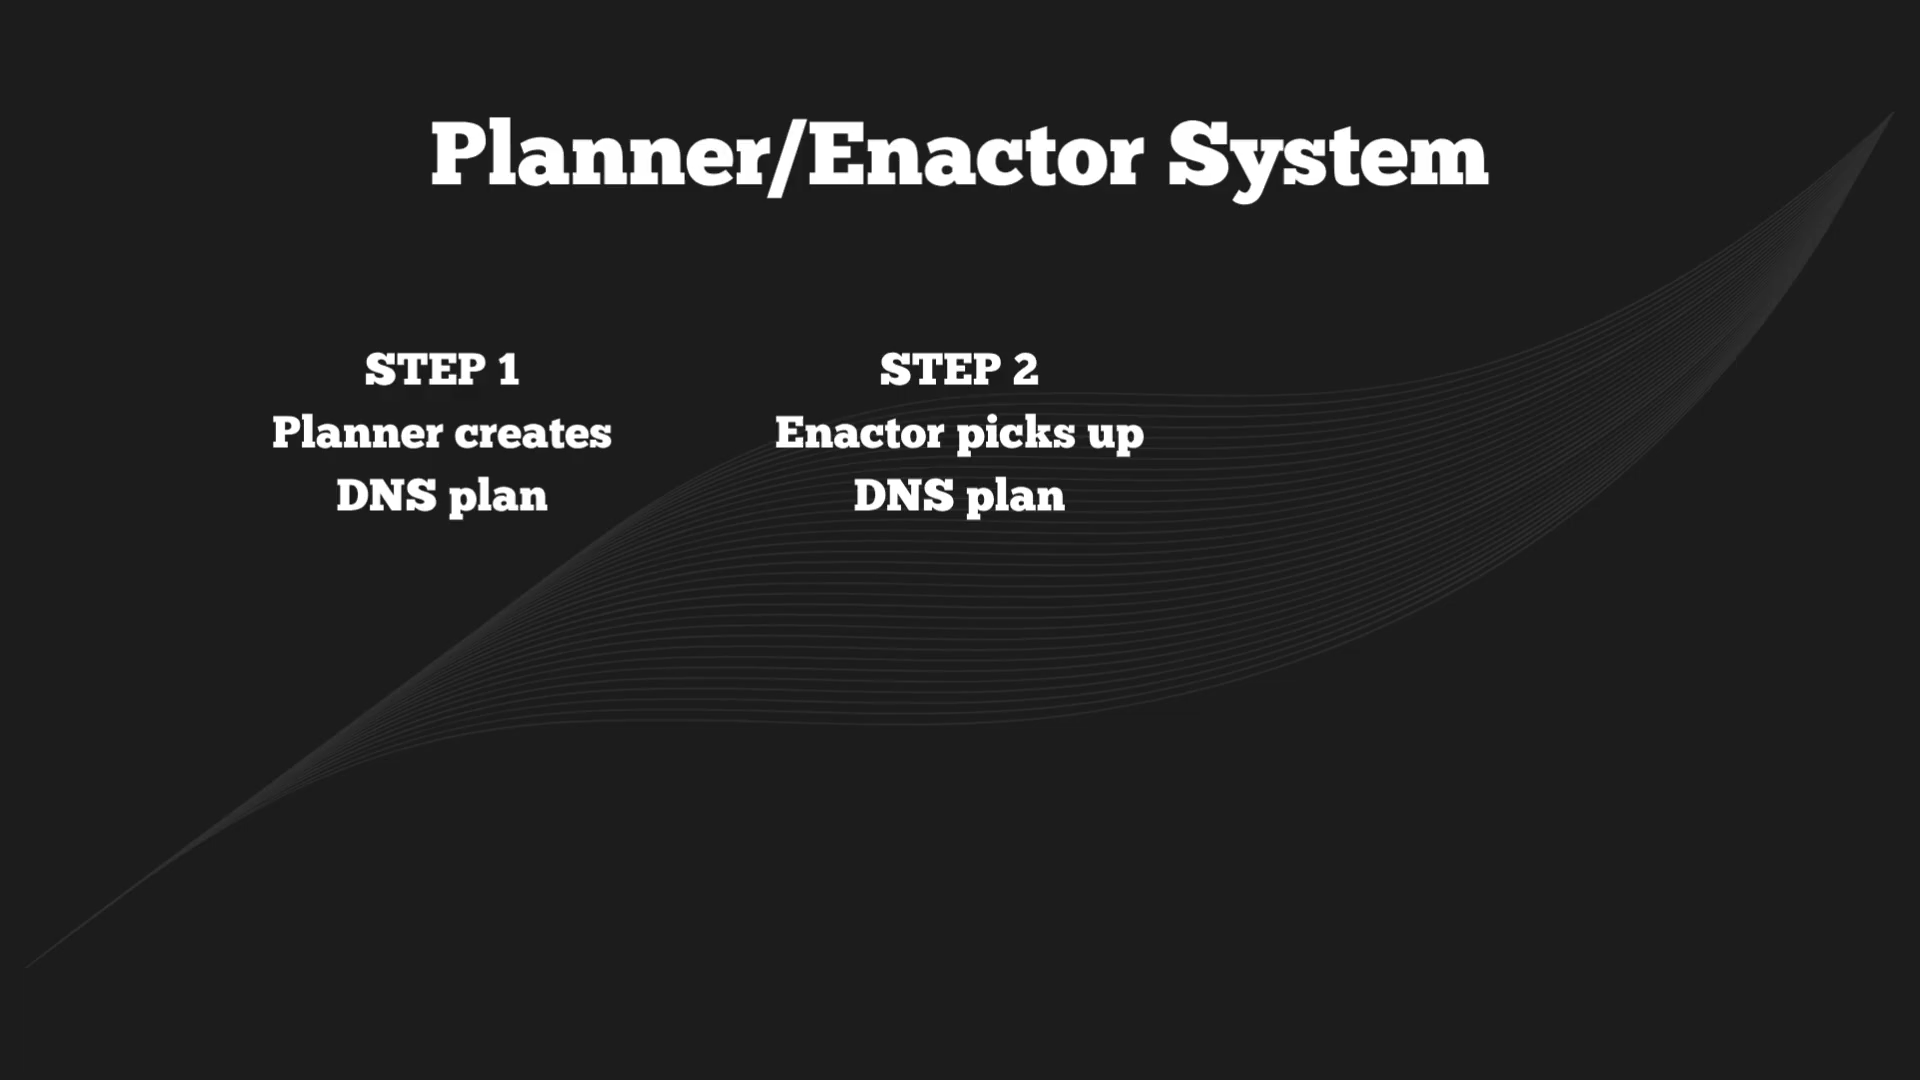 Planner/Enactor System
STEP 1
Planner creates
DNS plan
STEP 2
Enactor picks up
DNS plan